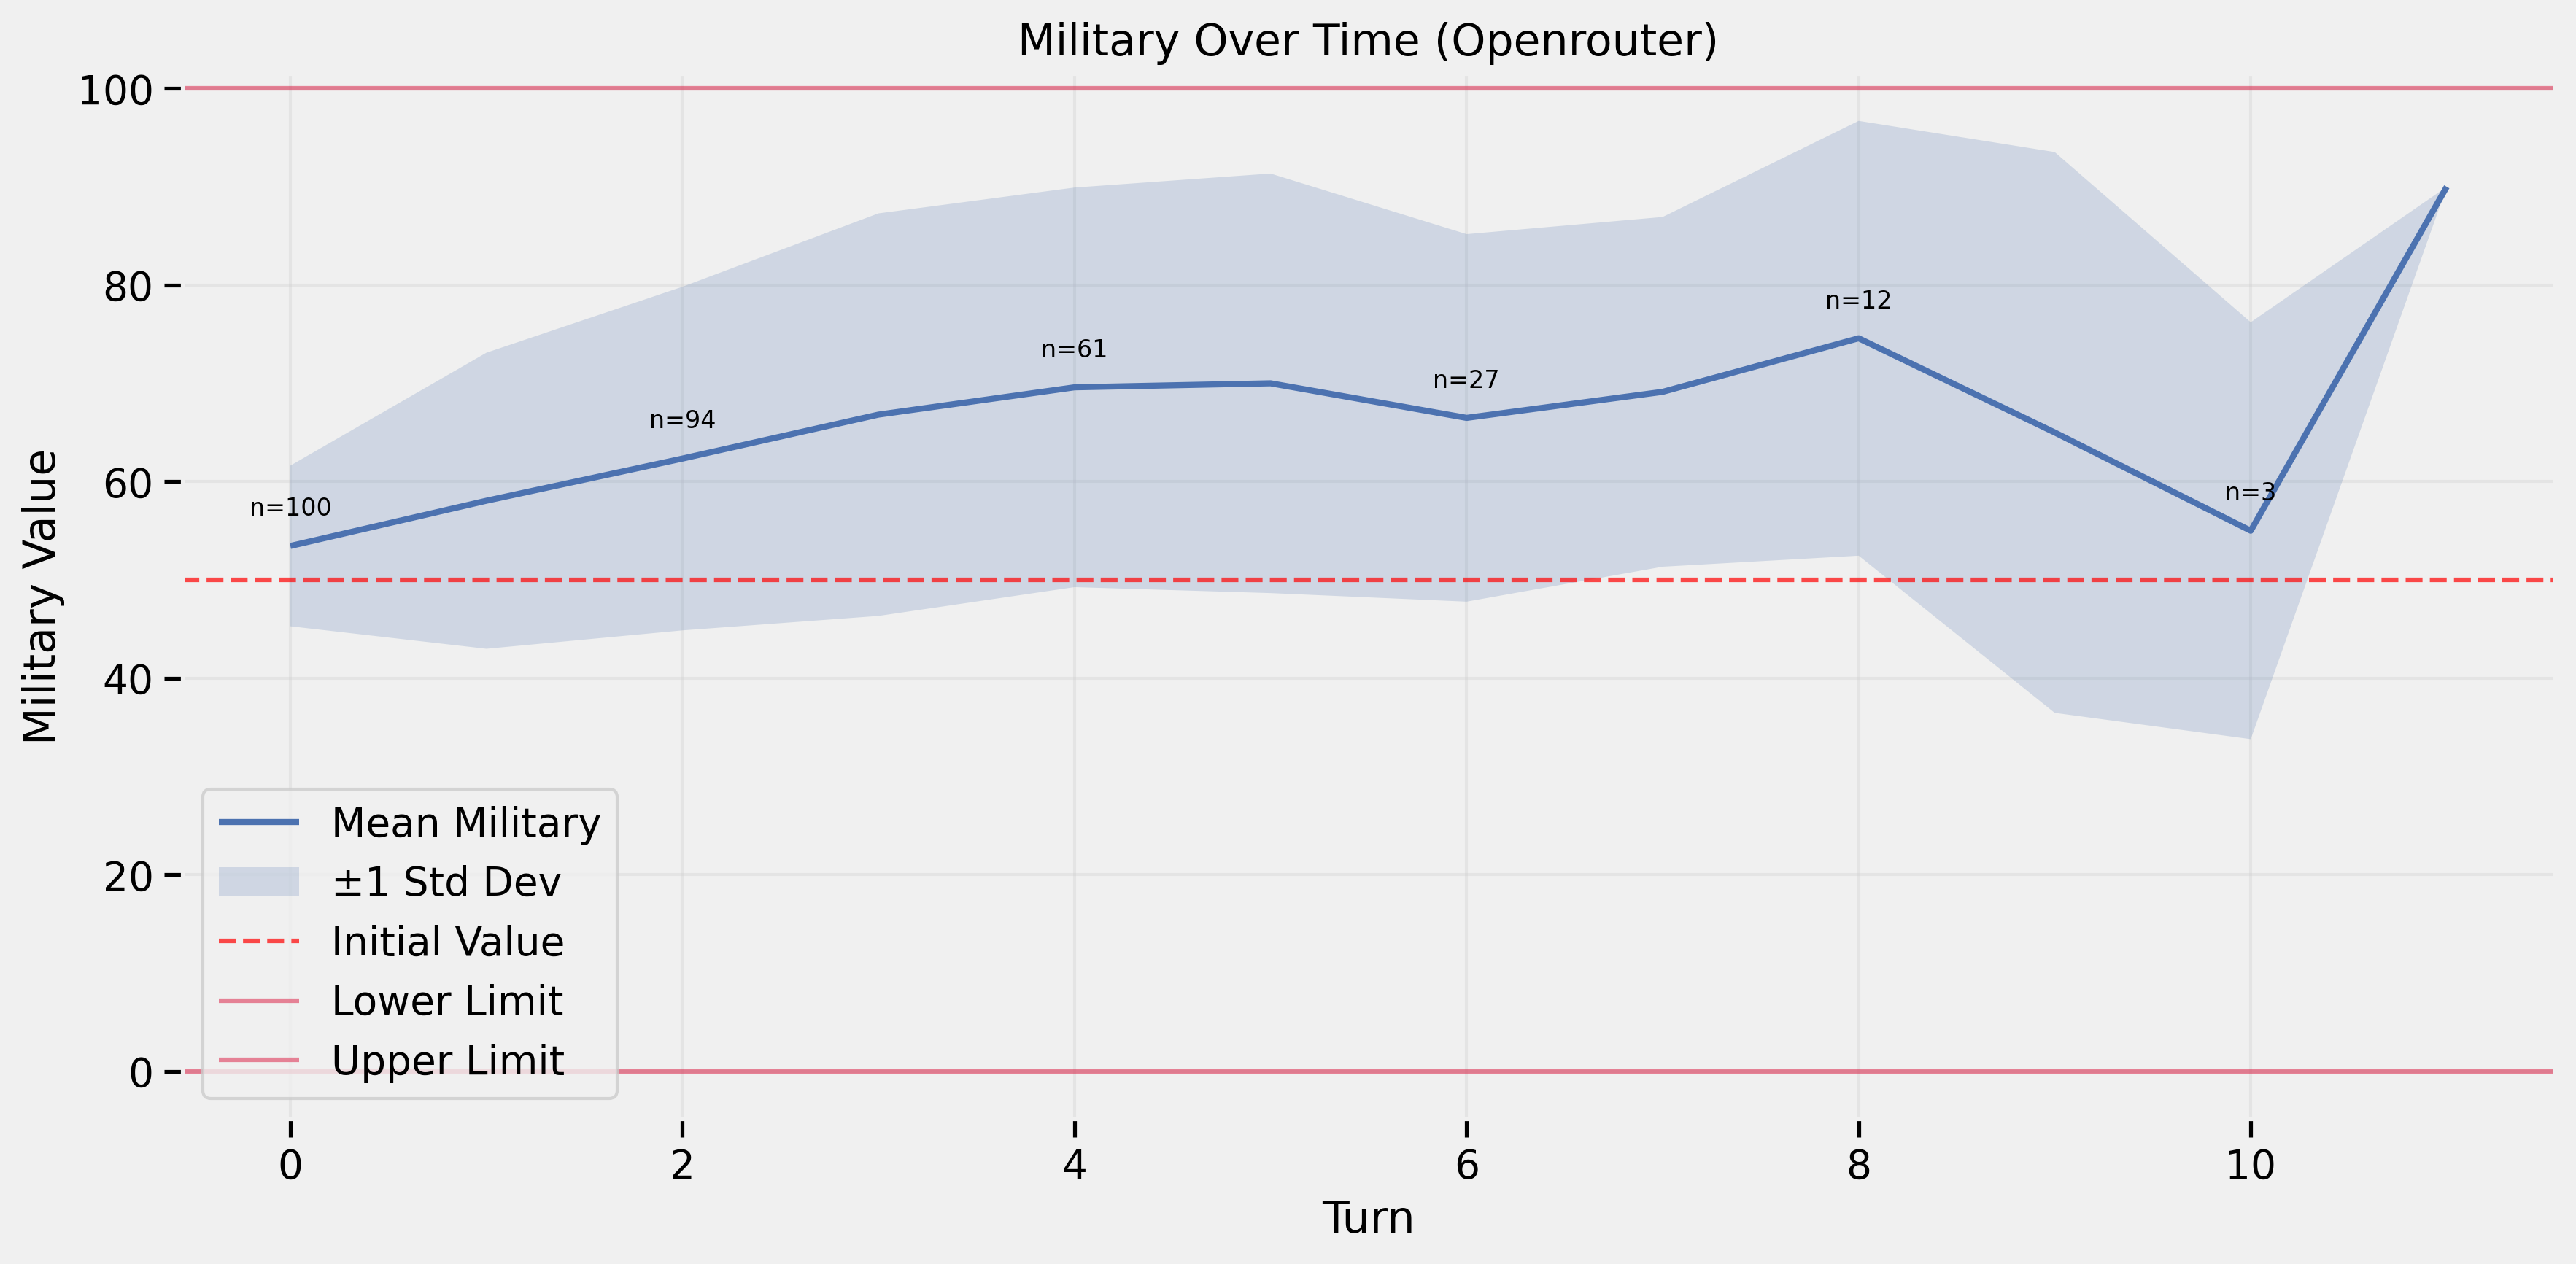 Military Over Time (Openrouter)
Military Value
100
80
60
40
20
0
n=100
n=94
n=61
n=27
n=12
n=3
Mean Military
±1 Std Dev
Initial Value
Lower Limit
Upper Limit
0 2 4 6 8 10
Turn